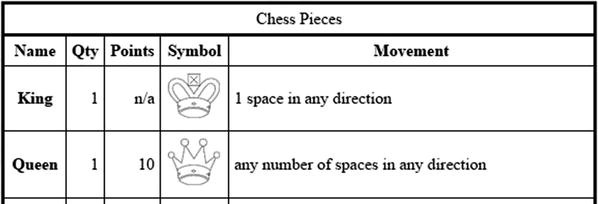 Chess Pieces
Name Qty Points Symbol Movement
King 1 n/a 1 space in any direction
Queen 1 10 any number of spaces in any direction